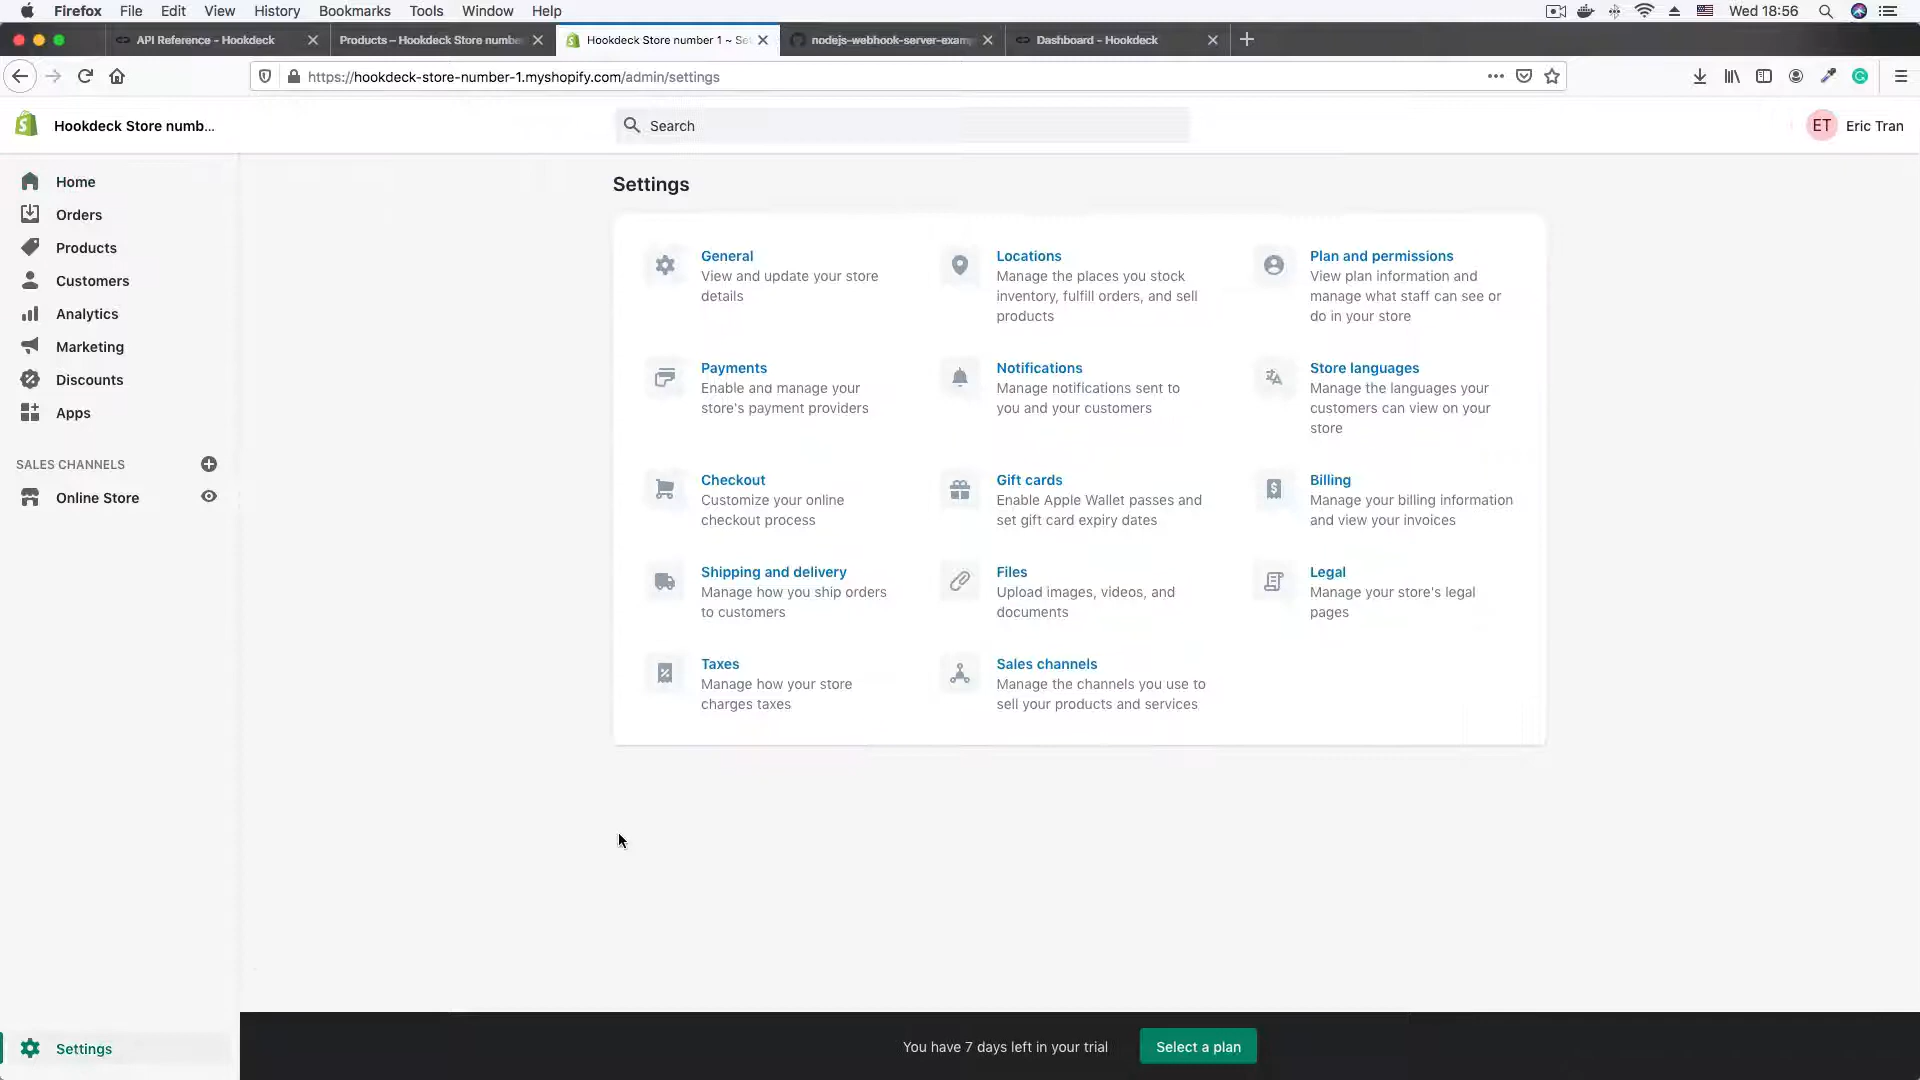 Firefox File Edit View History Bookmarks Tools Window Help Wed 18:56
API Reference - Hookdeck
Products – Hookdeck Store numbe
Hookdeck Store number 1 ~ Se
nodejs-webhook-server-exam
Dashboard - Hookdeck
https://hookdeck-store-number-1.myshopify.com/admin/settings
Hookdeck Store numb...
Search
ET Eric Tran
Home
Orders
Products
Customers
Analytics
Marketing
Discounts
Apps
SALES CHANNELS
Online Store
Settings
Settings
General
View and update your store
details
Locations
Manage the places you stock
inventory, fulfill orders, and sell
products
Plan and permissions
View plan information and
manage what staff can see or
do in your store
Payments
Enable and manage your
store's payment providers
Notifications
Manage notifications sent to
you and your customers
Store languages
Manage the languages your
customers can view on your
store
Checkout
Customize your online
checkout process
Gift cards
Enable Apple Wallet passes and
set gift card expiry dates
Billing
Manage your billing information
and view your invoices
Shipping and delivery
Manage how you ship orders
to customers
Files
Upload images, videos, and
documents
Legal
Manage your store's legal
pages
Taxes
Manage how your store
charges taxes
Sales channels
Manage the channels you use to
sell your products and services
You have 7 days left in your trial
Select a plan